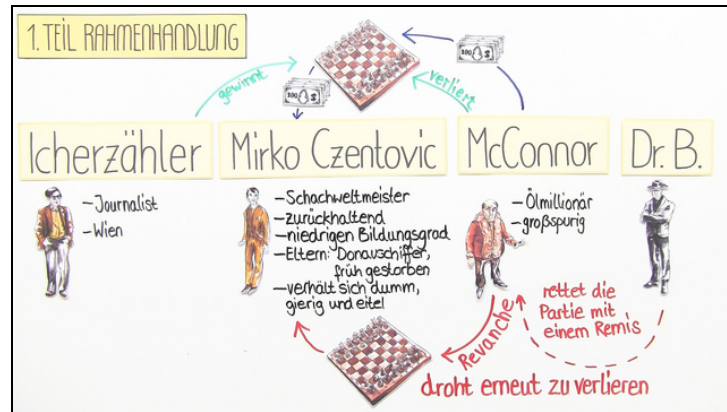 1. TEIL RAHMENHANDLUNG
100 $
100 $
gewinnt
verliert
Icherzähler
Mirko Czentovic
McConnor
Dr. B.
– Journalist
– Wien
– Schachweltmeister
– zurückhaltend
– niedrigen Bildungsgrad
– Eltern: Donauschiffer,
früh gestorben
– verhält sich dumm,
gierig und eitel
– Ölmillionär
– großspurig
rettet die
Partie mit
einem Remis
Revanche
droht erneut zu verlieren